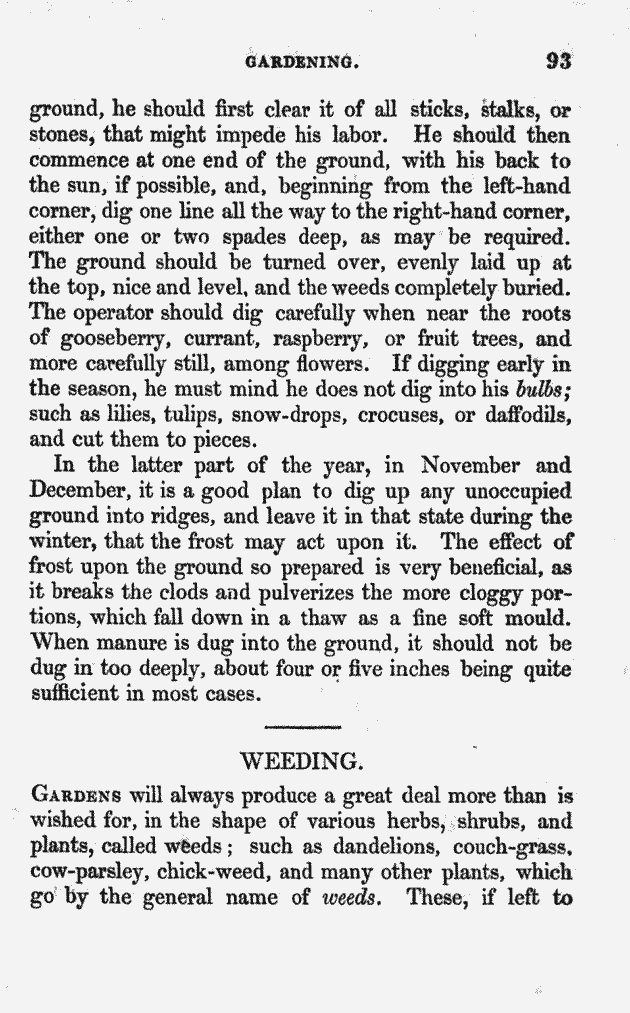 GARDENING. 93
ground, he should first clear it of all sticks, stalks, or
stones, that might impede his labor. He should then
commence at one end of the ground, with his back to
the sun, if possible, and, beginning from the left-hand
corner, dig one line all the way to the right-hand corner,
either one or two spades deep, as may be required.
The ground should be turned over, evenly laid up at
the top, nice and level, and the weeds completely buried.
The operator should dig carefully when near the roots
of gooseberry, currant, raspberry, or fruit trees, and
more carefully still, among flowers. If digging early in
the season, he must mind he does not dig into his bulbs;
such as lilies, tulips, snow-drops, crocuses, or daffodils,
and cut them to pieces.
In the latter part of the year, in November and
December, it is a good plan to dig up any unoccupied
ground into ridges, and leave it in that state during the
winter, that the frost may act upon it. The effect of
frost upon the ground so prepared is very beneficial, as
it breaks the clods and pulverizes the more cloggy por-
tions, which fall down in a thaw as a fine soft mould.
When manure is dug into the ground, it should not be
dug in too deeply, about four or five inches being quite
sufficient in most cases.
WEEDING.
GARDENS will always produce a great deal more than is
wished for, in the shape of various herbs, shrubs, and
plants, called weeds; such as dandelions, couch-grass,
cow-parsley, chick-weed, and many other plants, which
go by the general name of weeds. These, if left to